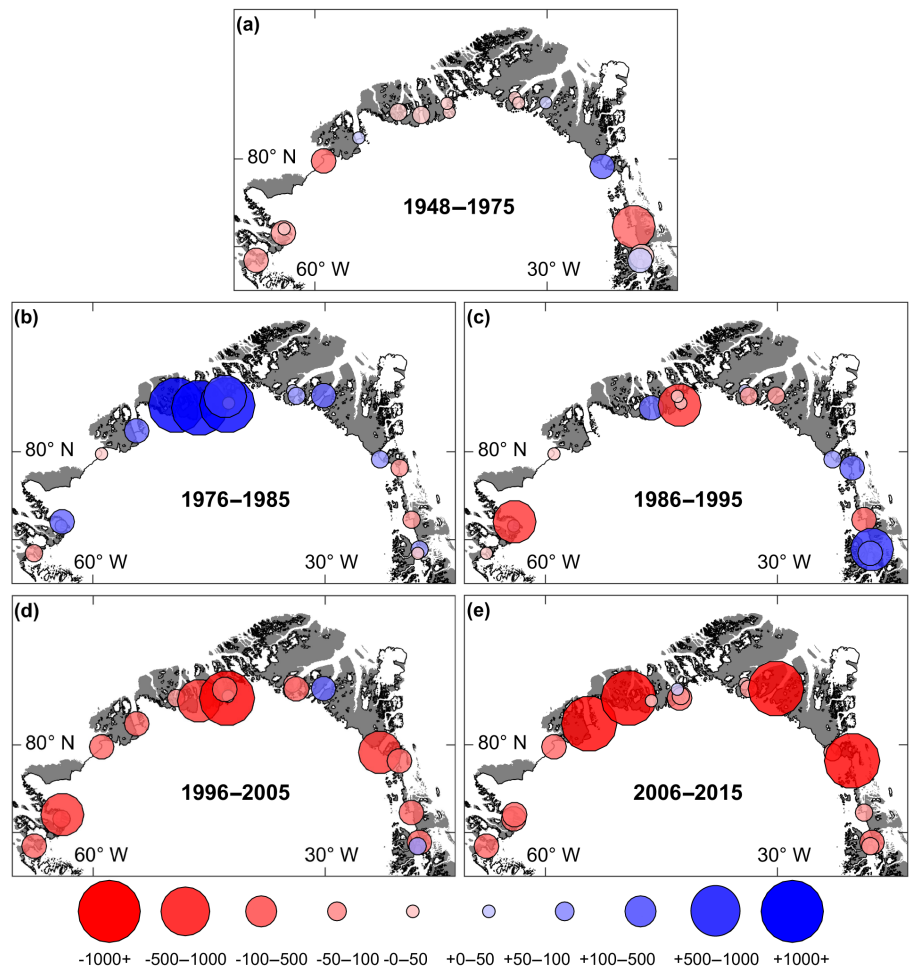 (a)
80° N
1948–1975
60° W 30° W
(b) (c)
80° N 80° N
1976–1985 1986–1995
60° W 30° W 60° W 30° W
(d) (e)
80° N 80° N
1996–2005 2006–2015
60° W 30° W 60° W 30° W
-1000+ -500–1000 -100–500 -50–100 -0–50 +0–50 +50–100 +100–500 +500–1000 +1000+